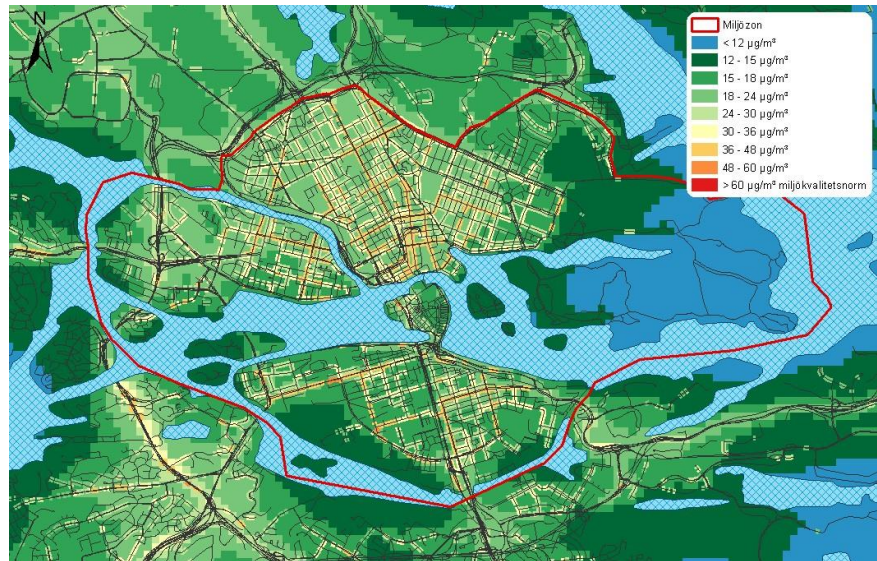 N
Miljözon
< 12 µg/m³
12 - 15 µg/m³
15 - 18 µg/m³
18 - 24 µg/m³
24 - 30 µg/m³
30 - 36 µg/m³
36 - 48 µg/m³
48 - 60 µg/m³
> 60 µg/m³ miljökvalitetsnorm